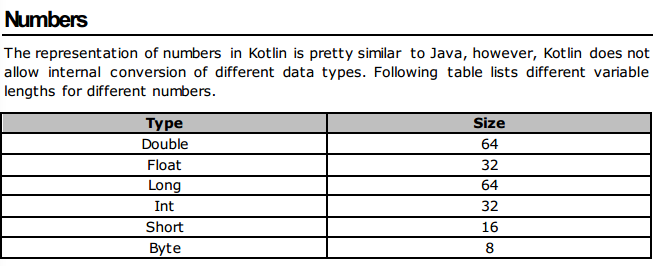 Numbers
The representation of numbers in Kotlin is pretty similar to Java, however, Kotlin does not
allow internal conversion of different data types. Following table lists different variable
lengths for different numbers.
Type Size
Double 64
Float 32
Long 64
Int 32
Short 16
Byte 8